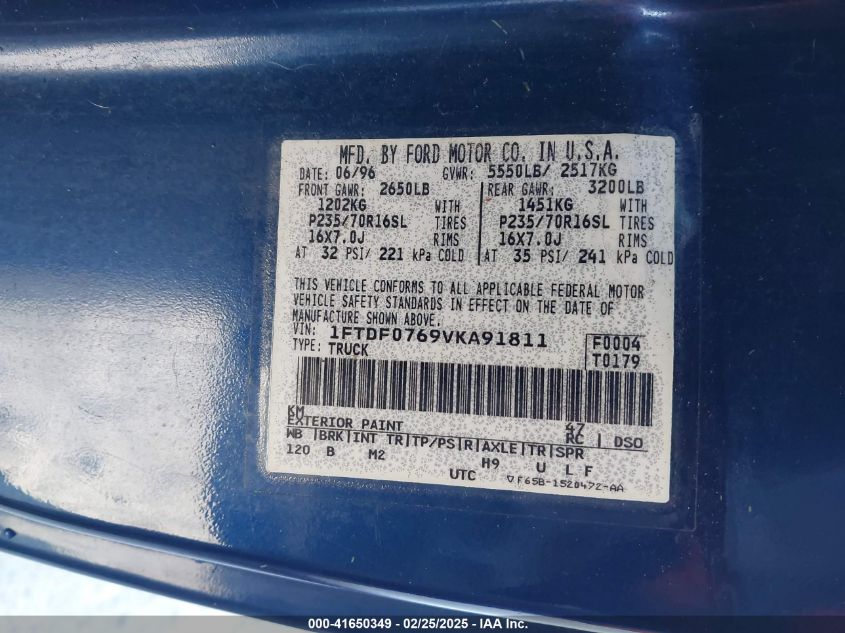 MFD. BY FORD MOTOR CO. IN U.S.A.
DATE: 06/96 GVWR: 5550LB/ 2517KG
FRONT GAWR: 2650LB REAR GAWR: 3200LB
1202KG WITH 1451KG WITH
P235/70R16SL TIRES P235/70R16SL TIRES
16X7.0J RIMS 16X7.0J RIMS
AT 32 PSI/ 221 kPa COLD AT 35 PSI/ 241 kPa COLD
THIS VEHICLE CONFORMS TO ALL APPLICABLE FEDERAL MOTOR
VEHICLE SAFETY STANDARDS IN EFFECT ON THE DATE OF
MANUFACTURE SHOWN ABOVE.
VIN: 1FTDF0769VKA91811 F0004
TYPE: TRUCK T0179
KM 47
EXTERIOR PAINT RC DSO
WB |BRK|INT TR|TP/PS|R|AXLE|TR|SPR
120 B M2 H9 U L F
UTC ▽F65B-1520472-AA
000-41650349 - 02/25/2025 - IAAI.com